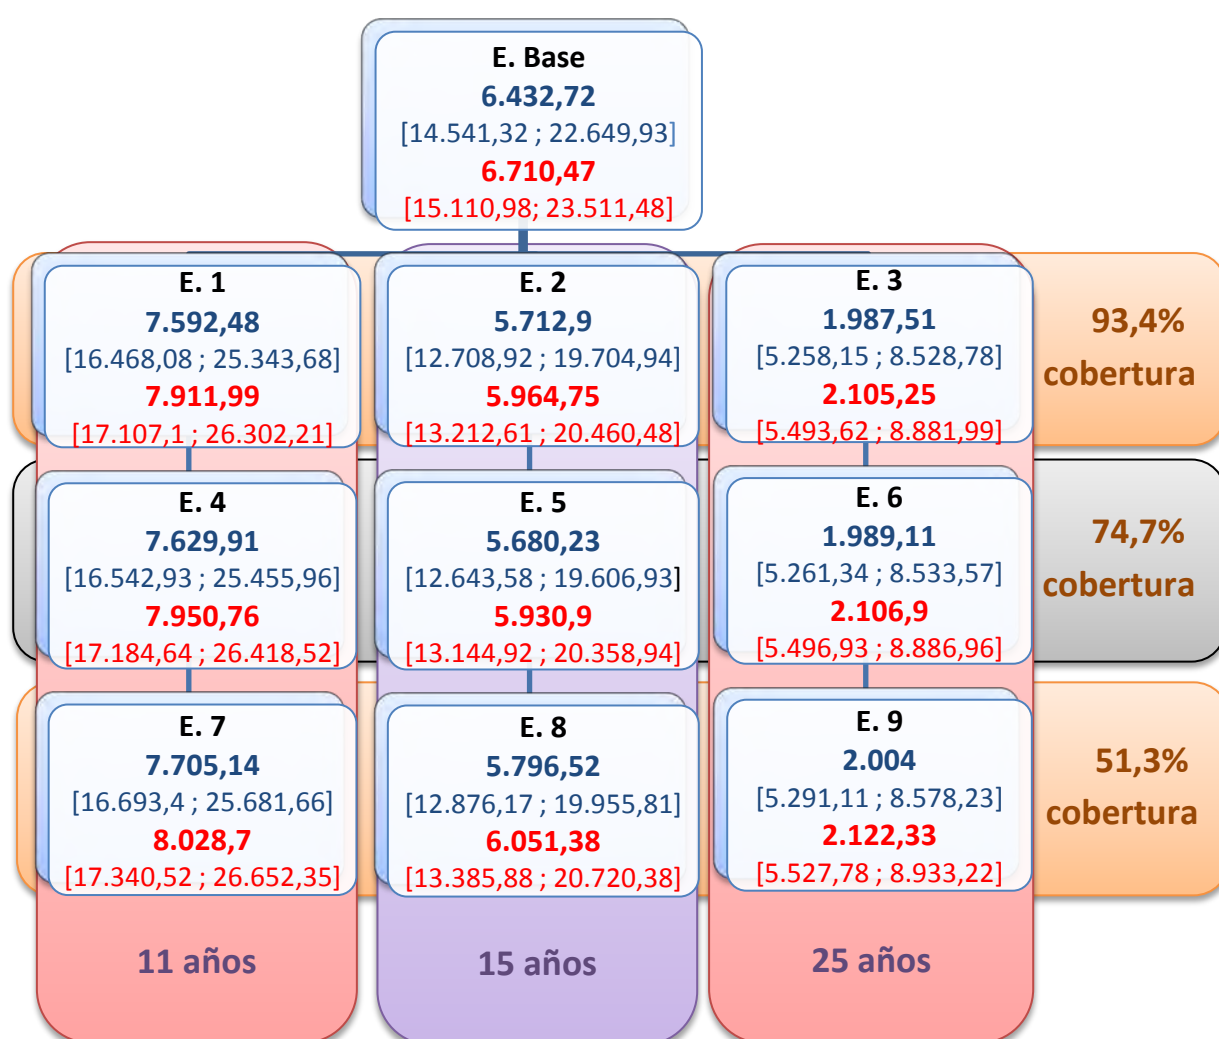 E. Base
6.432,72
[14.541,32 ; 22.649,93]
6.710,47
[15.110,98; 23.511,48]
E. 1
7.592,48
[16.468,08 ; 25.343,68]
7.911,99
[17.107,1 ; 26.302,21]
E. 2
5.712,9
[12.708,92 ; 19.704,94]
5.964,75
[13.212,61 ; 20.460,48]
E. 3
1.987,51
[5.258,15 ; 8.528,78]
2.105,25
[5.493,62 ; 8.881,99]
93,4%
cobertura
E. 4
7.629,91
[16.542,93 ; 25.455,96]
7.950,76
[17.184,64 ; 26.418,52]
E. 5
5.680,23
[12.643,58 ; 19.606,93]
5.930,9
[13.144,92 ; 20.358,94]
E. 6
1.989,11
[5.261,34 ; 8.533,57]
2.106,9
[5.496,93 ; 8.886,96]
74,7%
cobertura
E. 7
7.705,14
[16.693,4 ; 25.681,66]
8.028,7
[17.340,52 ; 26.652,35]
E. 8
5.796,52
[12.876,17 ; 19.955,81]
6.051,38
[13.385,88 ; 20.720,38]
E. 9
2.004
[5.291,11 ; 8.578,23]
2.122,33
[5.527,78 ; 8.933,22]
51,3%
cobertura
11 años
15 años
25 años